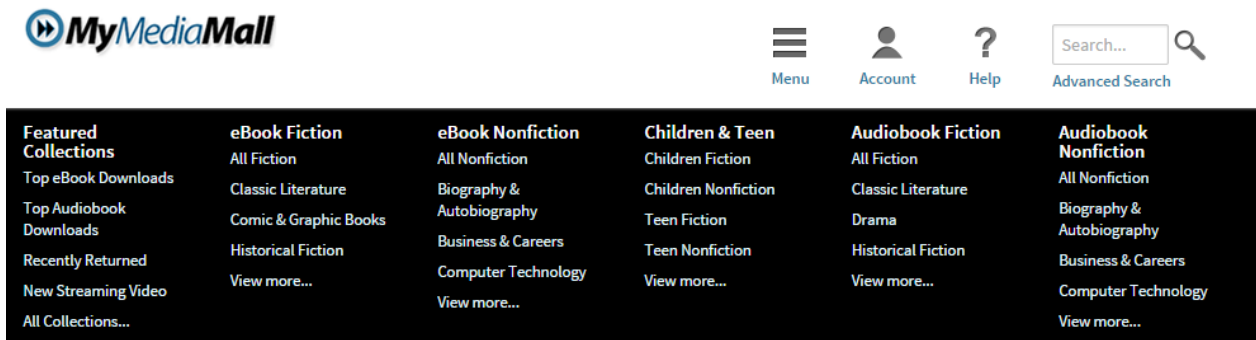 MyMediaMall
Menu
Account
Help
Search...
Advanced Search
Featured
Collections
Top eBook Downloads
Top Audiobook
Downloads
Recently Returned
New Streaming Video
All Collections...
eBook Fiction
All Fiction
Classic Literature
Comic & Graphic Books
Historical Fiction
View more...
eBook Nonfiction
All Nonfiction
Biography &
Autobiography
Business & Careers
Computer Technology
View more...
Children & Teen
Children Fiction
Children Nonfiction
Teen Fiction
Teen Nonfiction
View more...
Audiobook Fiction
All Fiction
Classic Literature
Drama
Historical Fiction
View more...
Audiobook
Nonfiction
All Nonfiction
Biography &
Autobiography
Business & Careers
Computer Technology
View more...